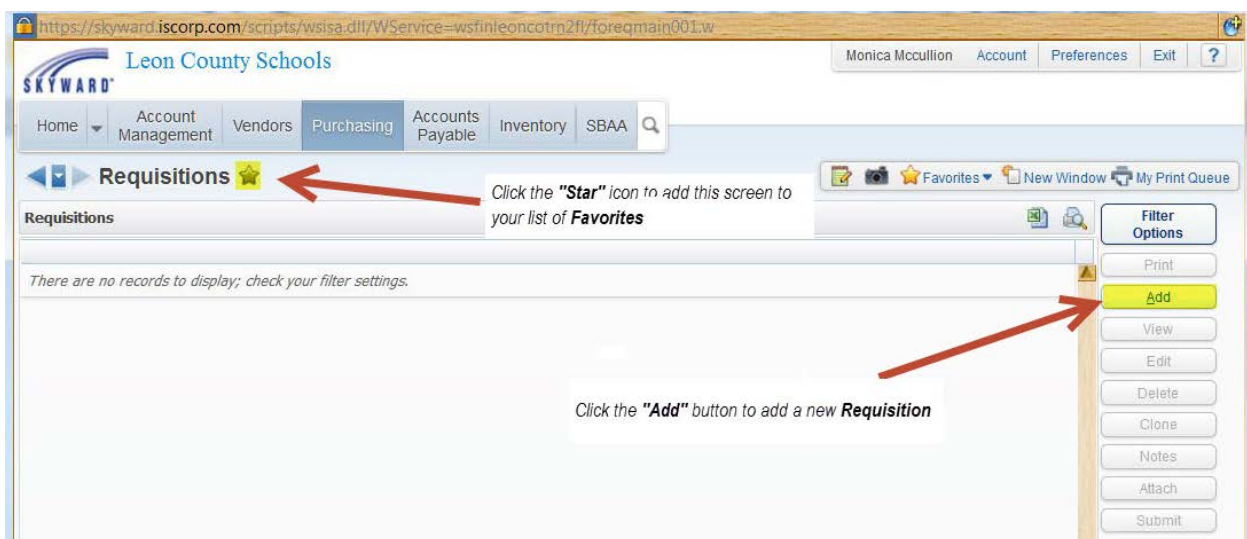 https://skyward.iscorp.com/scripts/wsisa.dll/WService=wsfinleoncotrn2fl/foreqmain001.w
SKYWARD
Leon County Schools
Monica Mccullion Account Preferences Exit ?
Home Account Management Vendors Purchasing Accounts Payable Inventory SBAA
Requisitions
Favorites New Window My Print Queue
Click the "Star" icon to add this screen to
your list of Favorites
Requisitions
Filter
Options
There are no records to display; check your filter settings.
Print
Add
View
Edit
Delete
Clone
Notes
Attach
Submit
Click the "Add" button to add a new Requisition